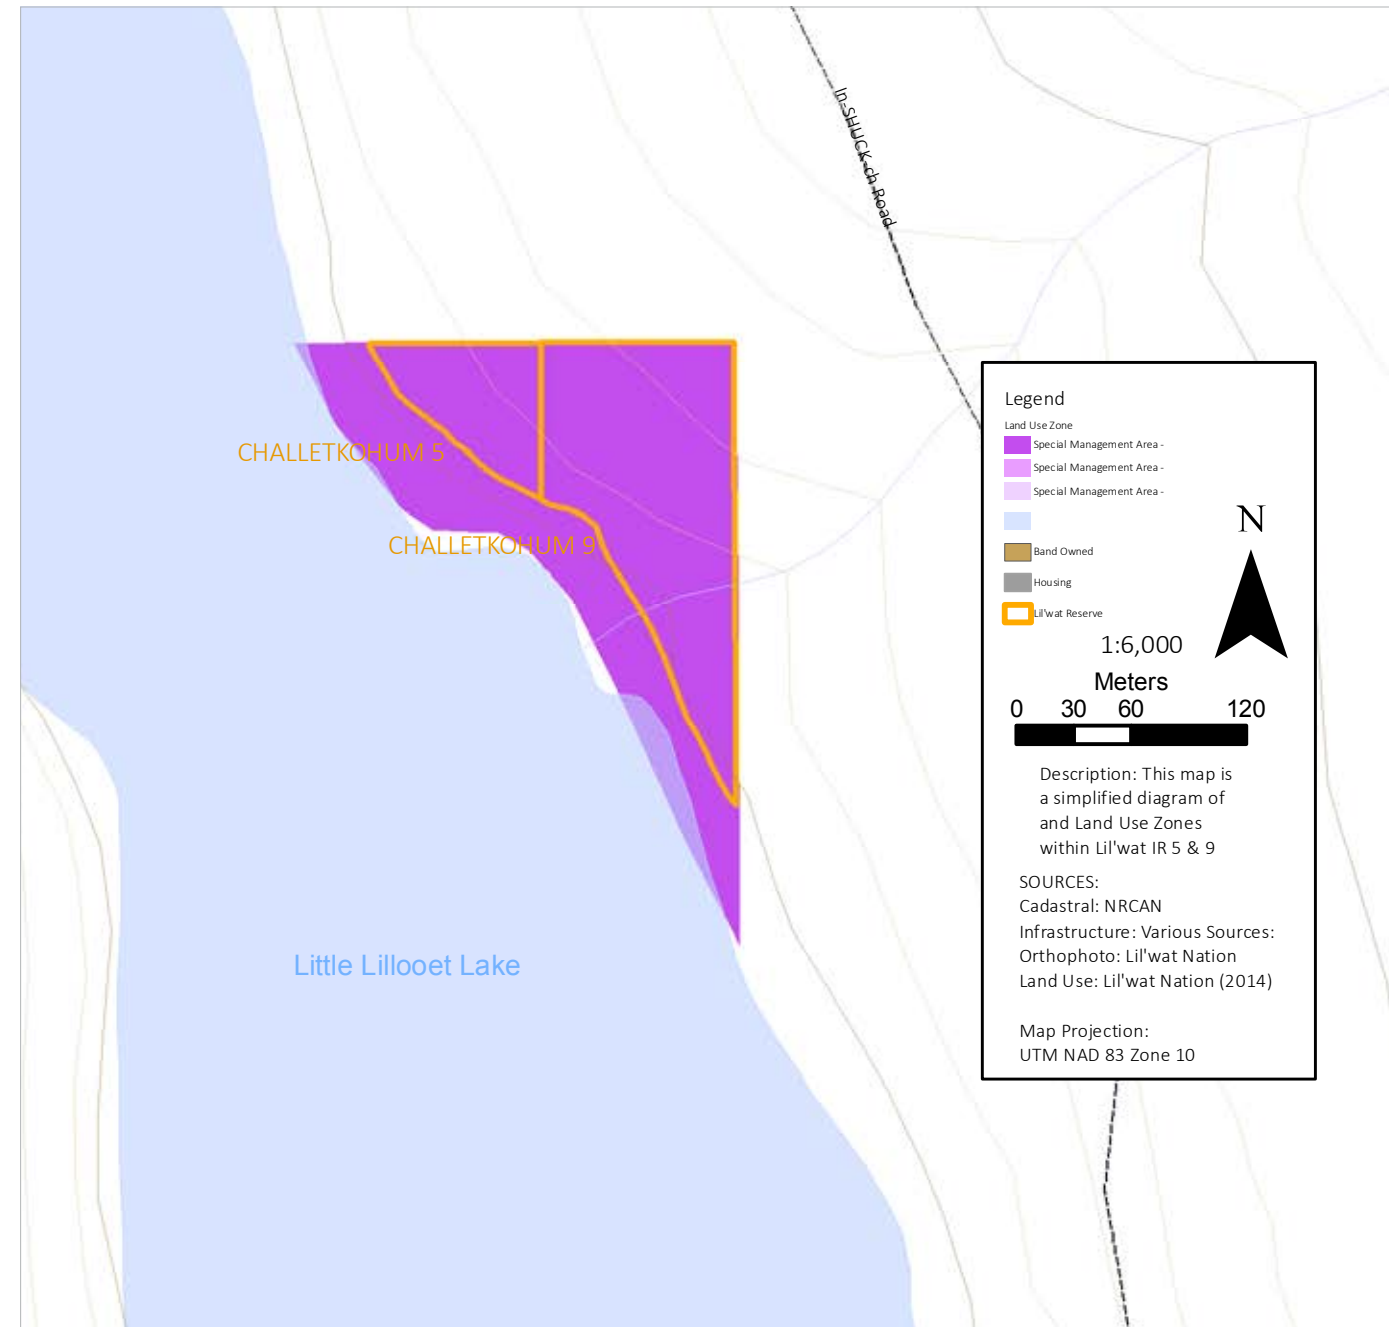 In-SHUCK-ch Road
CHALLETKOHUM 5
CHALLETKOHUM 9
Little Lillooet Lake
Legend
Land Use Zone
Special Management Area -
Special Management Area -
Special Management Area -
Band Owned
Housing
Lil'wat Reserve
N
1:6,000
Meters
0 30 60 120
Description: This map is
a simplified diagram of
and Land Use Zones
within Lil'wat IR 5 & 9
SOURCES:
Cadastral: NRCAN
Infrastructure: Various Sources:
Orthophoto: Lil'wat Nation
Land Use: Lil'wat Nation (2014)
Map Projection:
UTM NAD 83 Zone 10